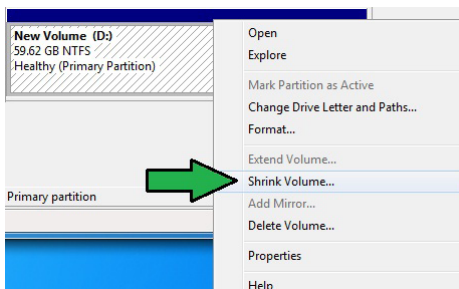 New Volume (D:)
59.62 GB NTFS
Healthy (Primary Partition)
Primary partition
Open
Explore
Mark Partition as Active
Change Drive Letter and Paths...
Format...
Extend Volume...
Shrink Volume...
Add Mirror...
Delete Volume...
Properties
Help